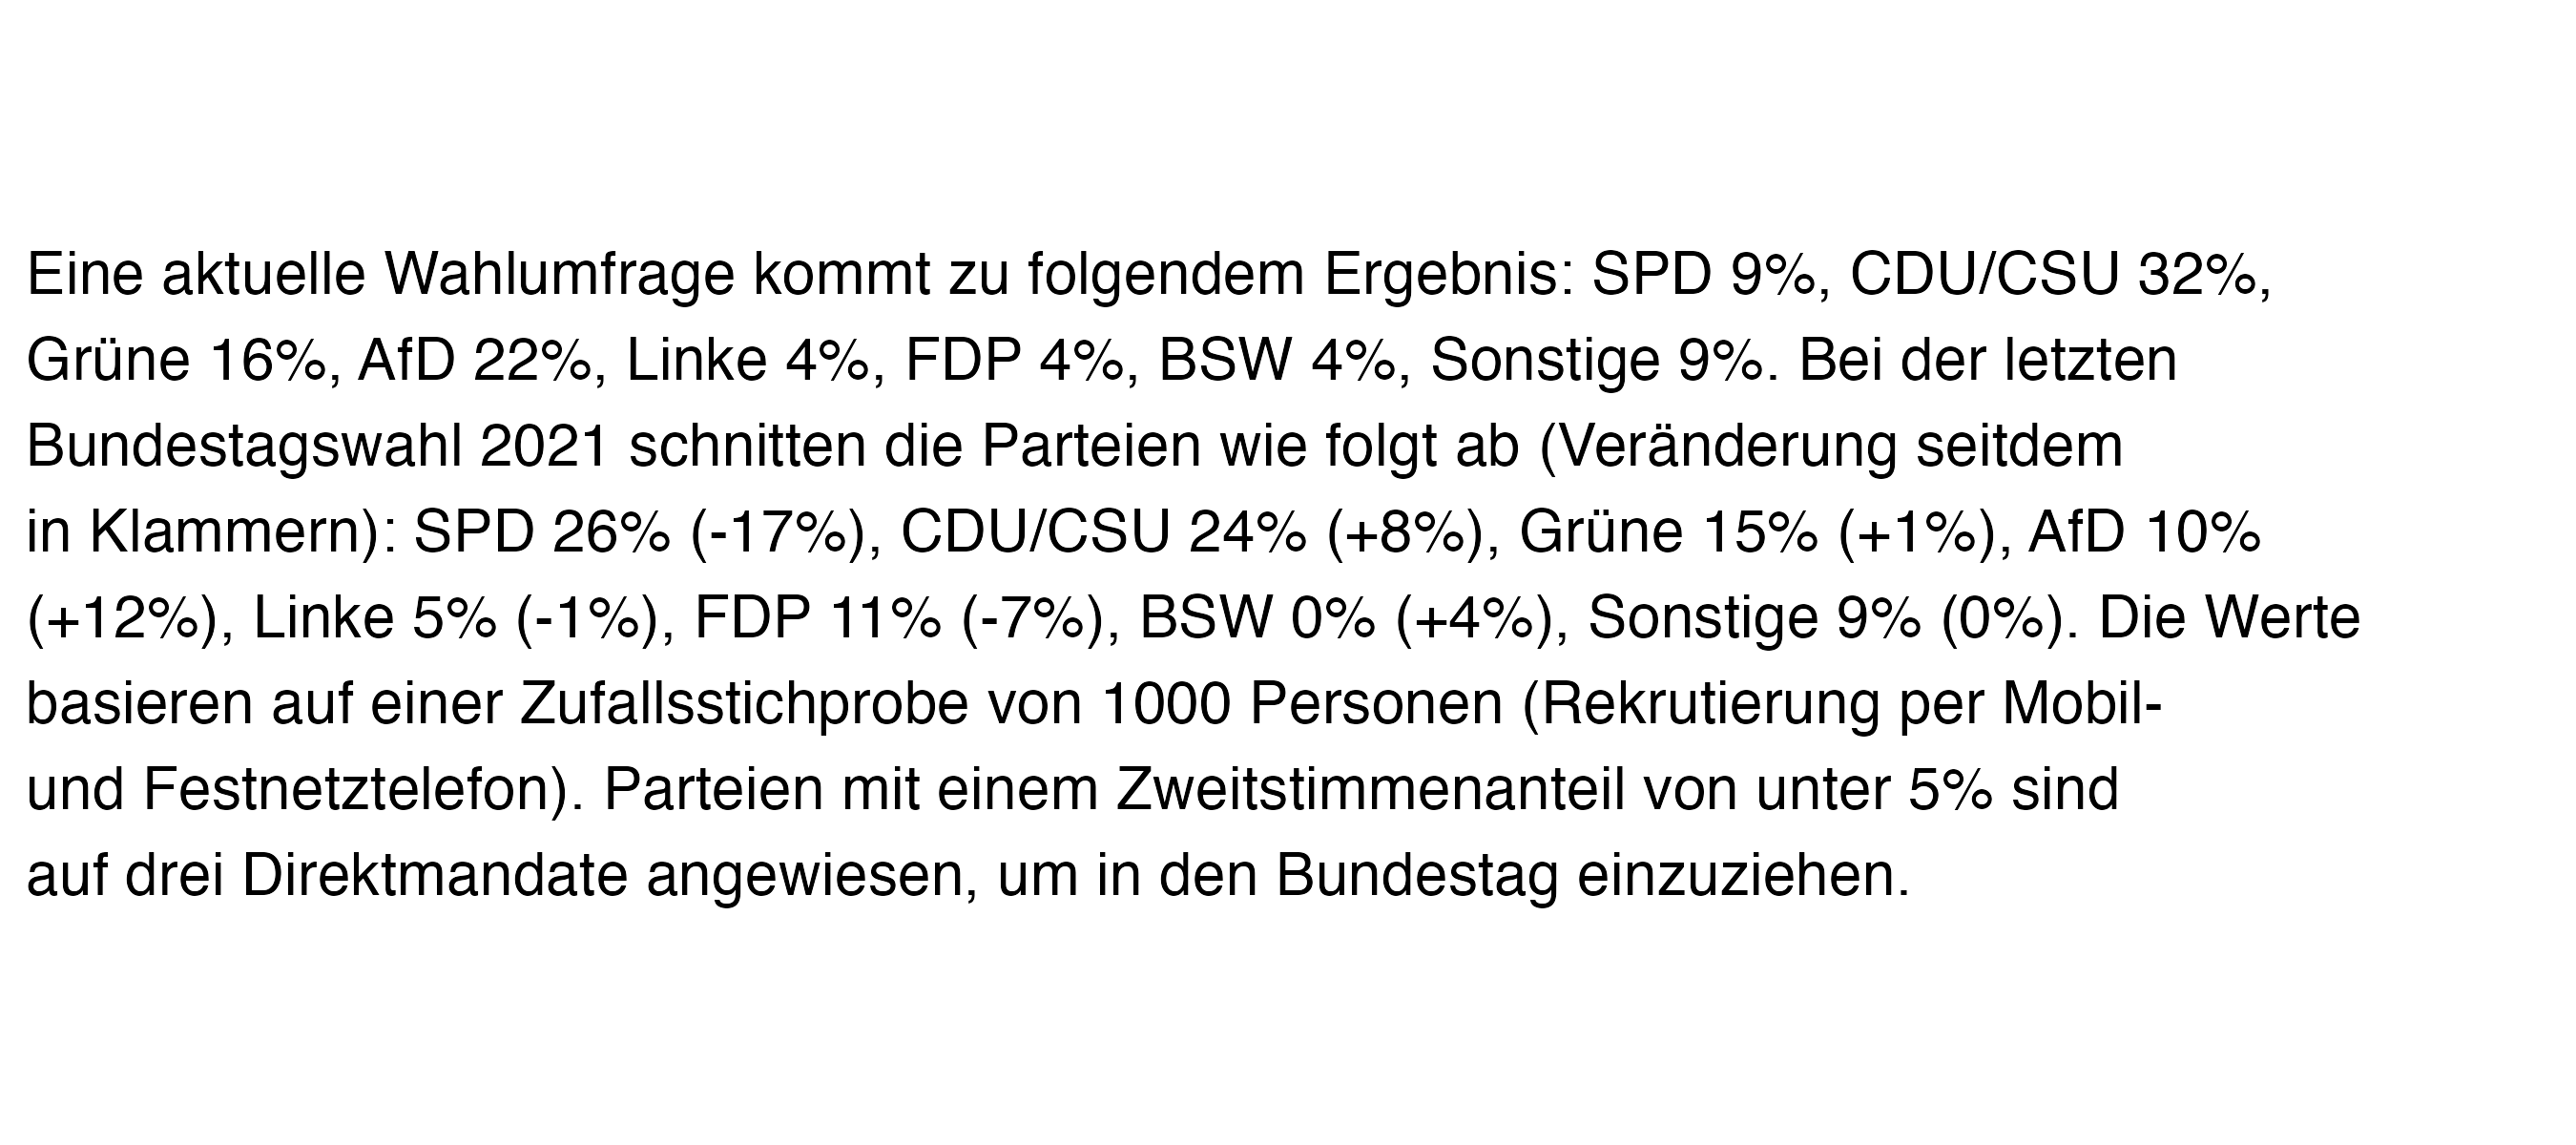 Eine aktuelle Wahlumfrage kommt zu folgendem Ergebnis: SPD 9%, CDU/CSU 32%,
Grüne 16%, AfD 22%, Linke 4%, FDP 4%, BSW 4%, Sonstige 9%. Bei der letzten
Bundestagswahl 2021 schnitten die Parteien wie folgt ab (Veränderung seitdem
in Klammern): SPD 26% (-17%), CDU/CSU 24% (+8%), Grüne 15% (+1%), AfD 10%
(+12%), Linke 5% (-1%), FDP 11% (-7%), BSW 0% (+4%), Sonstige 9% (0%). Die Werte
basieren auf einer Zufallsstichprobe von 1000 Personen (Rekrutierung per Mobil-
und Festnetztelefon). Parteien mit einem Zweitstimmenanteil von unter 5% sind
auf drei Direktmandate angewiesen, um in den Bundestag einzuziehen.